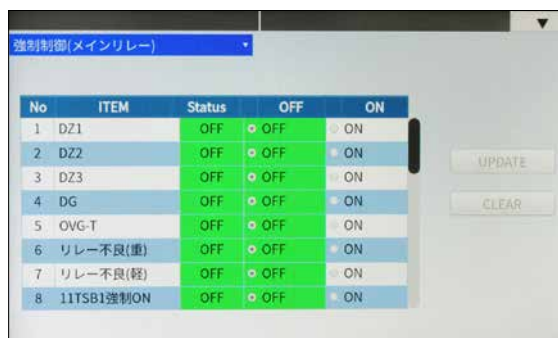 強制制御(メインリレー)
No ITEM Status OFF ON
1 DZ1 OFF OFF ON
2 DZ2 OFF OFF ON
3 DZ3 OFF OFF ON
4 DG OFF OFF ON
5 OVG-T OFF OFF ON
6 リレー不良(重) OFF OFF ON
7 リレー不良(軽) OFF OFF ON
8 11TSB1強制ON OFF OFF ON
UPDATE
CLEAR